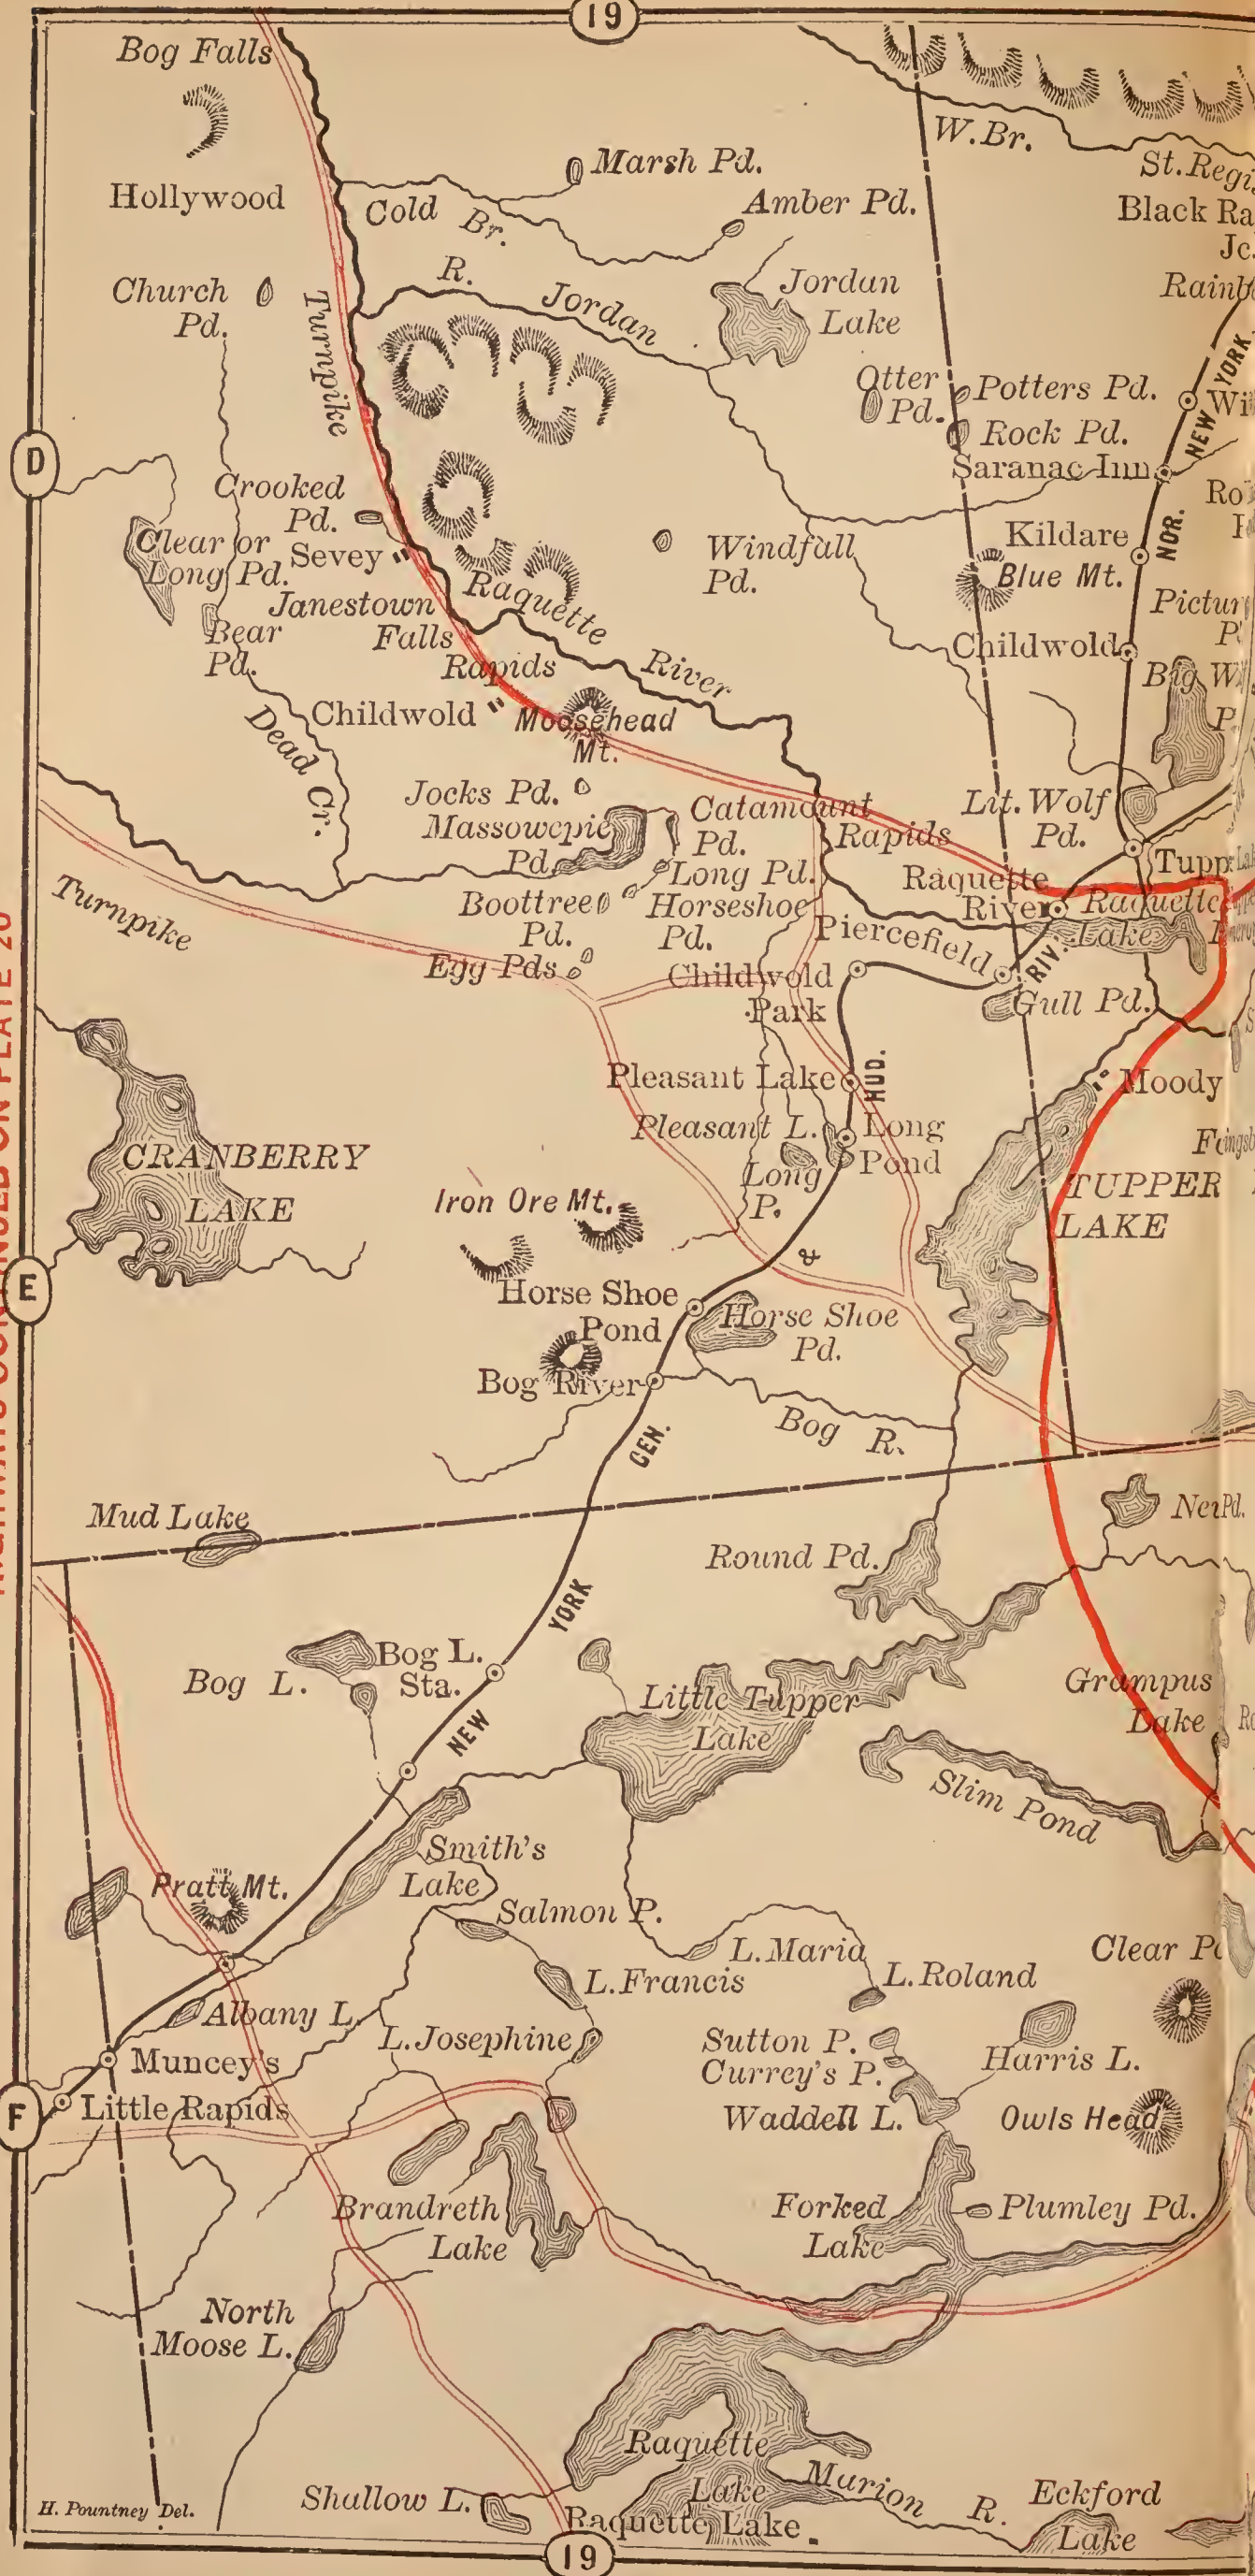 19
Bog Falls
W. Br.
St. Regi
Marsh Pd.
Hollywood
Cold Br.
Amber Pd.
Black Ra
Jc.
Church
Pd.
R. Jordan
Jordan
Lake
Turnpike
Otter
Pd.
Potters Pd.
Rock Pd.
NEW YORK
Saranac Inn
D
Crooked
Pd.
Clear or
Long Pd.
Sevey
Windfall
Pd.
Kildare
NOR.
Blue Mt.
Janestown
Falls
Raquette River
Bear
Pd.
Rapids
Childwold
Childwold
Moosehead
Mt.
Dead Cr.
Jocks Pd.
Massowepie
Pd.
Catamount
Pd.
Rapids
Lit. Wolf
Pd.
Long Pd.
Turnpike
Boottree
Pd.
Horseshoe
Pd.
Raquette
River
Raquette
Lake
Piercefield
RIV.
Egg Pds
Childwold
Park
Gull Pd.
Pleasant Lake
HUD.
Moody
Pleasant L.
Long
Pond
CRANBERRY
LAKE
Long
P.
TUPPER
LAKE
Iron Ore Mt.
&
E
Horse Shoe
Pond
Horse Shoe
Pd.
Bog River
Bog R.
CEN.
Mud Lake
Round Pd.
YORK
Bog L.
Sta.
Bog L.
NEW
Little Tupper
Lake
Grampus
Lake
Slim Pond
Smith's
Lake
Pratt Mt.
Salmon P.
L. Maria
L. Francis
L. Roland
Albany L.
L. Josephine
Sutton P.
Currey's P.
Harris L.
Muncey's
Little Rapids
Waddell L.
Owls Head
F
Brandreth
Lake
Forked
Lake
Plumley Pd.
North
Moose L.
Raquette
Lake
Marion R.
Eckford
Lake
Shallow L.
Raquette Lake
H. Pountney Del.
19